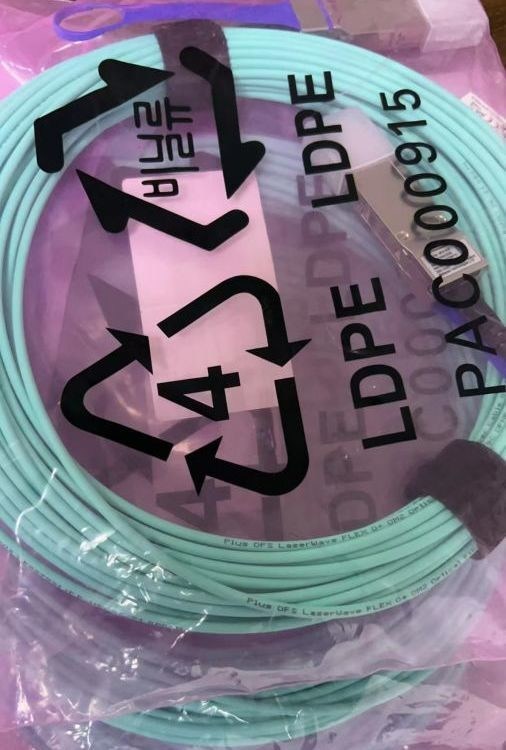 비닐류
LDPE
PAC000915
4
LDPE
Plus OFS LaserWave FLEX
Plus OFS LaserWave FLEX